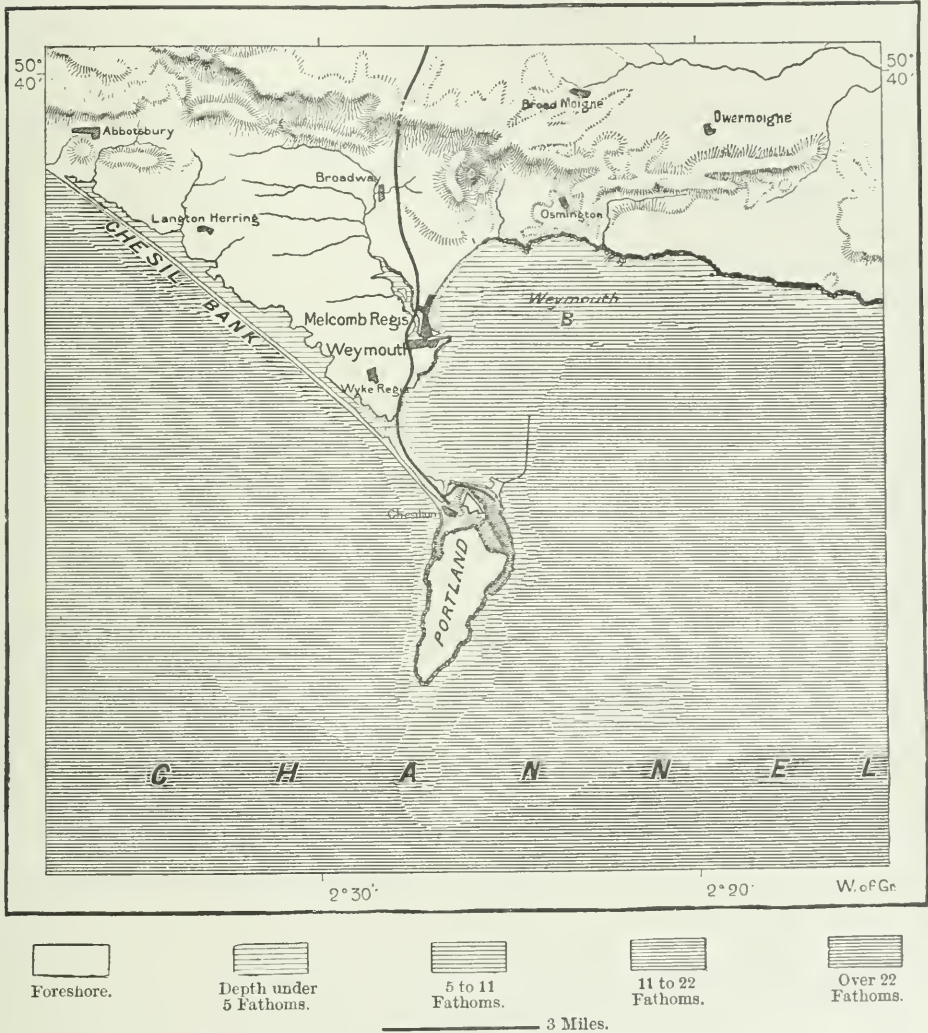 50°
40'
50°
40'
Broad Moigne
Owermoigne
Abbotsbury
Broadway
Langton Herring
Osmington
CHESIL BANK
Weymouth
B.
Melcomb Regis
Weymouth
Wyke Regis
PORTLAND
CHANNEL
2°30'
2°20'
W. of Gr.
Foreshore.
Depth under
5 Fathoms.
5 to 11
Fathoms.
11 to 22
Fathoms.
Over 22
Fathoms.
3 Miles.